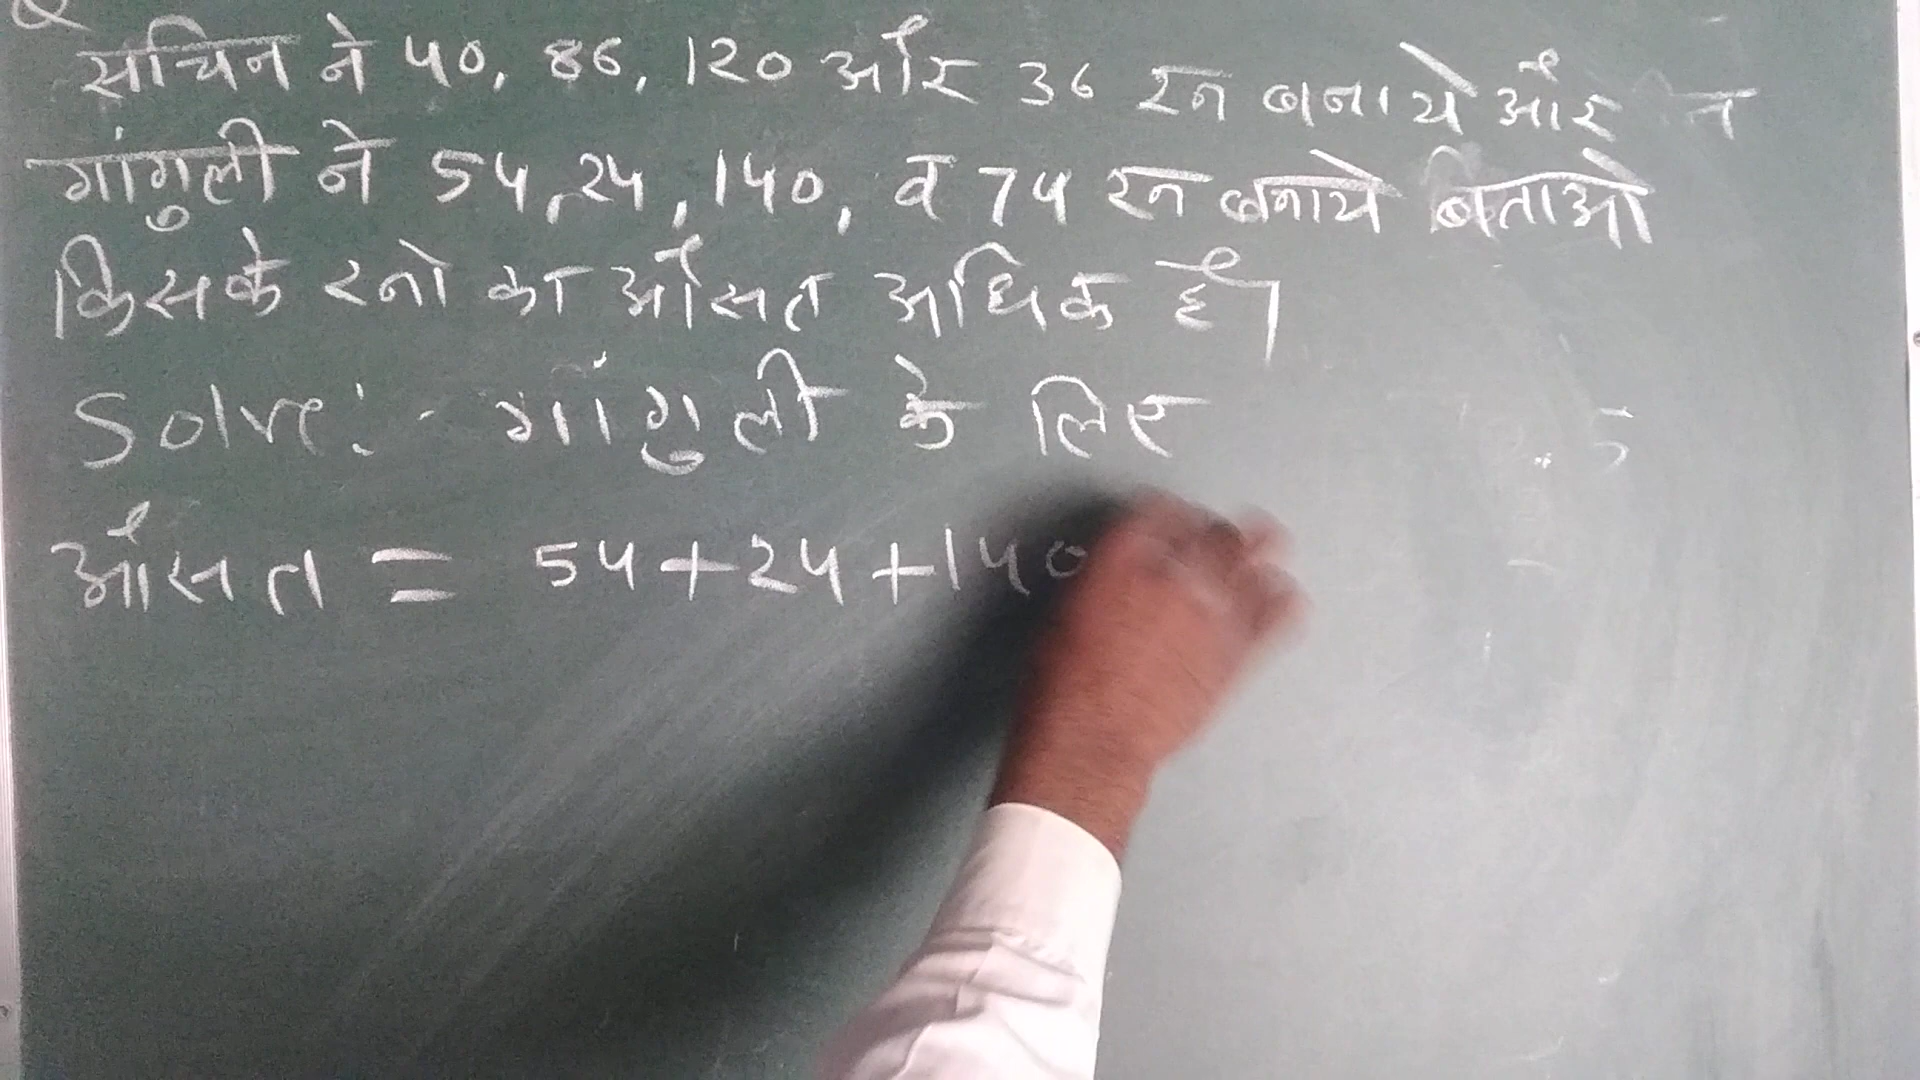 सचिन ने 40, 86, 120 और 36 रन बनाये और
गांगुली ने 54, 24, 140, व 74 रन बनाये बताओ
किसके रनो का औसत अधिक है।
Solve:- गांगुली के लिए
औसत = 54+24+140